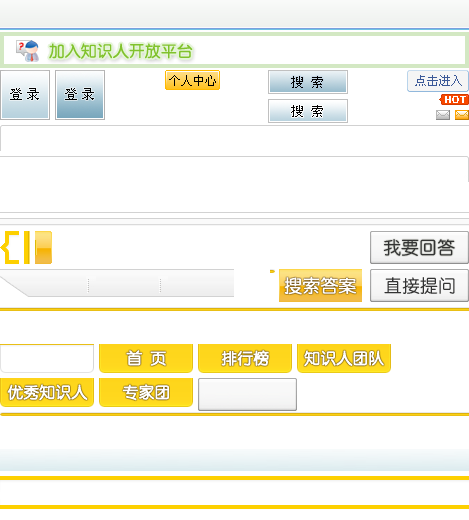 加入知识人开放平台
登 录 登 录 个人中心 搜 索 点击进入
HOT
搜 索
我要回答
搜索答案 直接提问
首 页 排行榜 知识人团队
优秀知识人 专家团